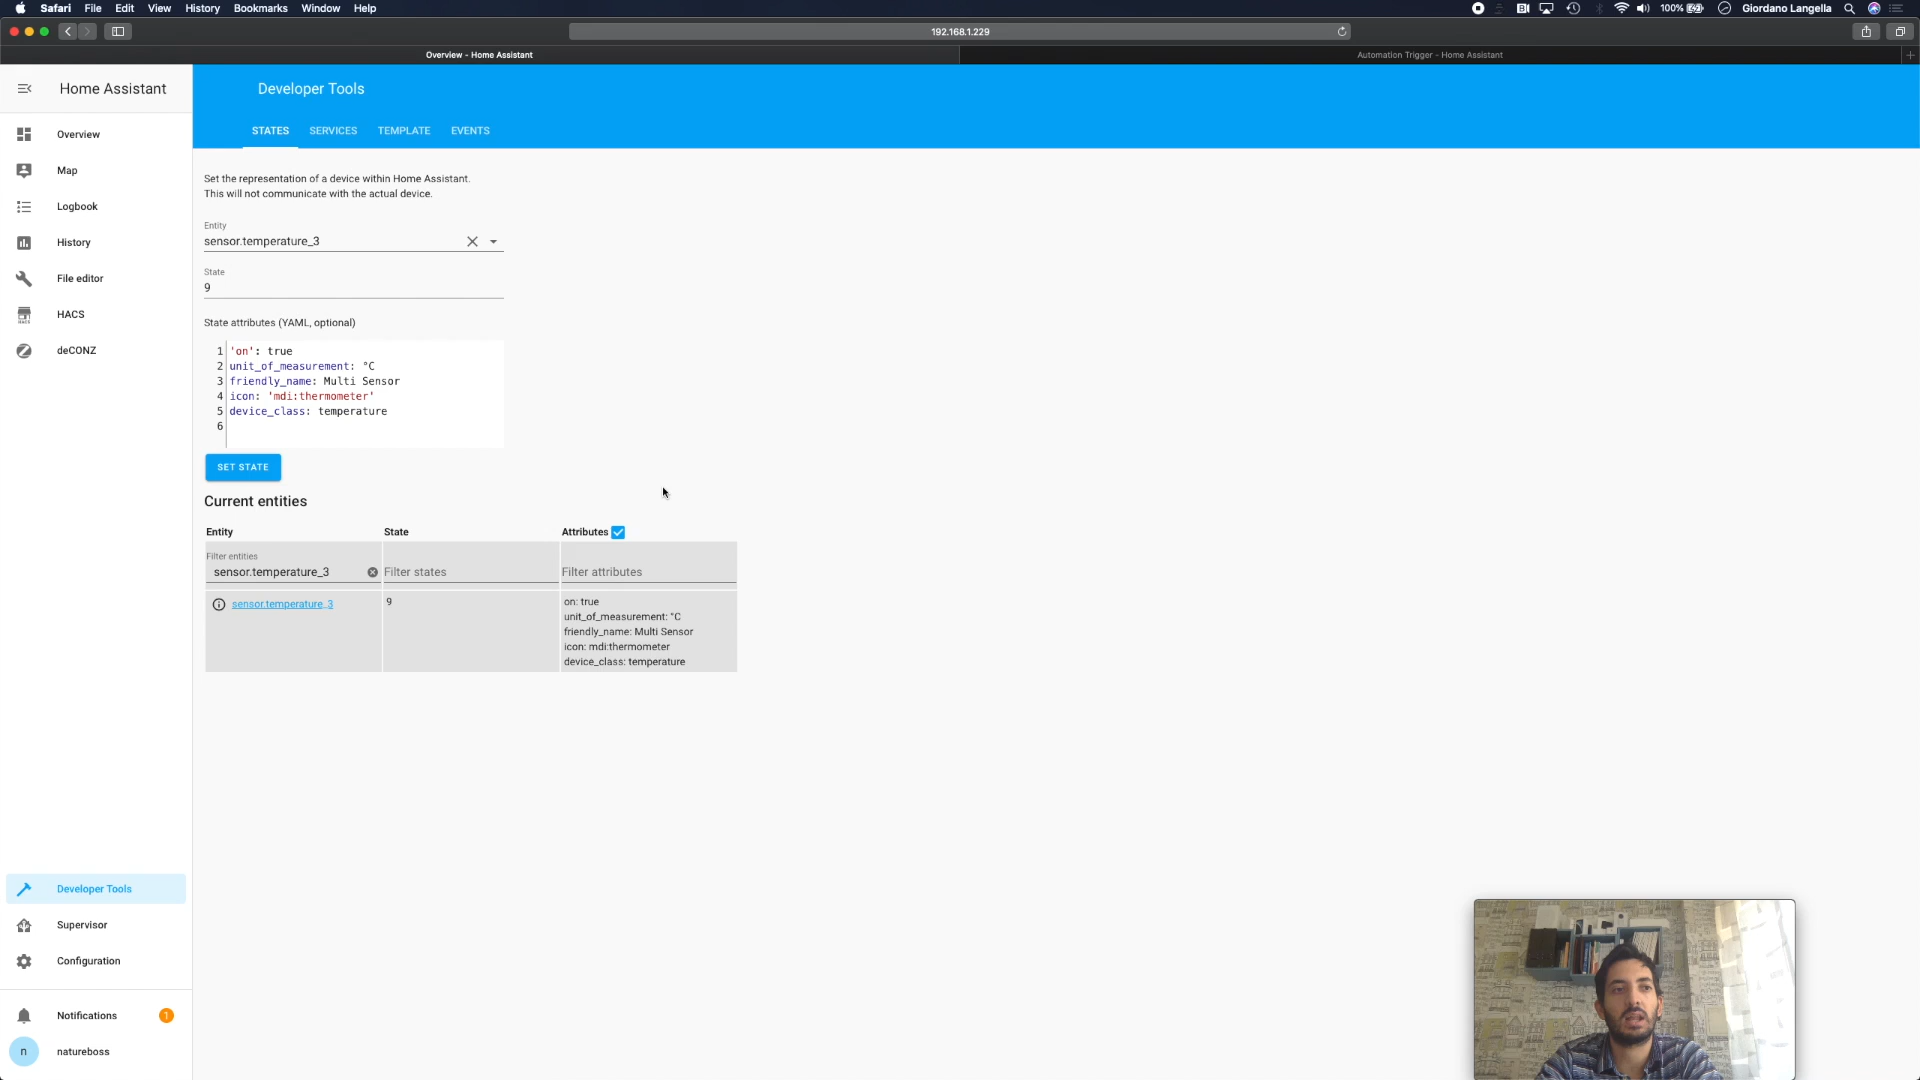 Safari File Edit View History Bookmarks Window Help
100%
Giordano Langella
192.168.1.229
Overview - Home Assistant
Automation Trigger - Home Assistant
Home Assistant
Overview
Map
Logbook
History
File editor
HACS
HACS
deCONZ
Developer Tools
Supervisor
Configuration
Notifications
1
n
natureboss
Developer Tools
STATES SERVICES TEMPLATE EVENTS
Set the representation of a device within Home Assistant.
This will not communicate with the actual device.
Entity
sensor.temperature_3
State
9
State attributes (YAML, optional)
1 'on': true
2 unit_of_measurement: °C
3 friendly_name: Multi Sensor
4 icon: 'mdi:thermometer'
5 device_class: temperature
6
SET STATE
Current entities
Entity State Attributes
Filter entities
sensor.temperature_3 Filter states Filter attributes
sensor.temperature_3 9 on: true
unit_of_measurement: °C
friendly_name: Multi Sensor
icon: mdi:thermometer
device_class: temperature